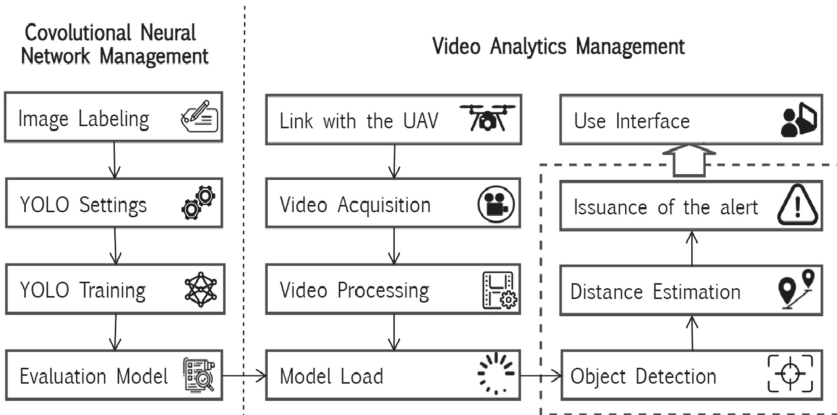 Covolutional Neural
Network Management
Image Labeling
YOLO Settings
YOLO Training
Evaluation Model
Video Analytics Management
Link with the UAV
Video Acquisition
Video Processing
Model Load
Use Interface
Issuance of the alert
Distance Estimation
Object Detection